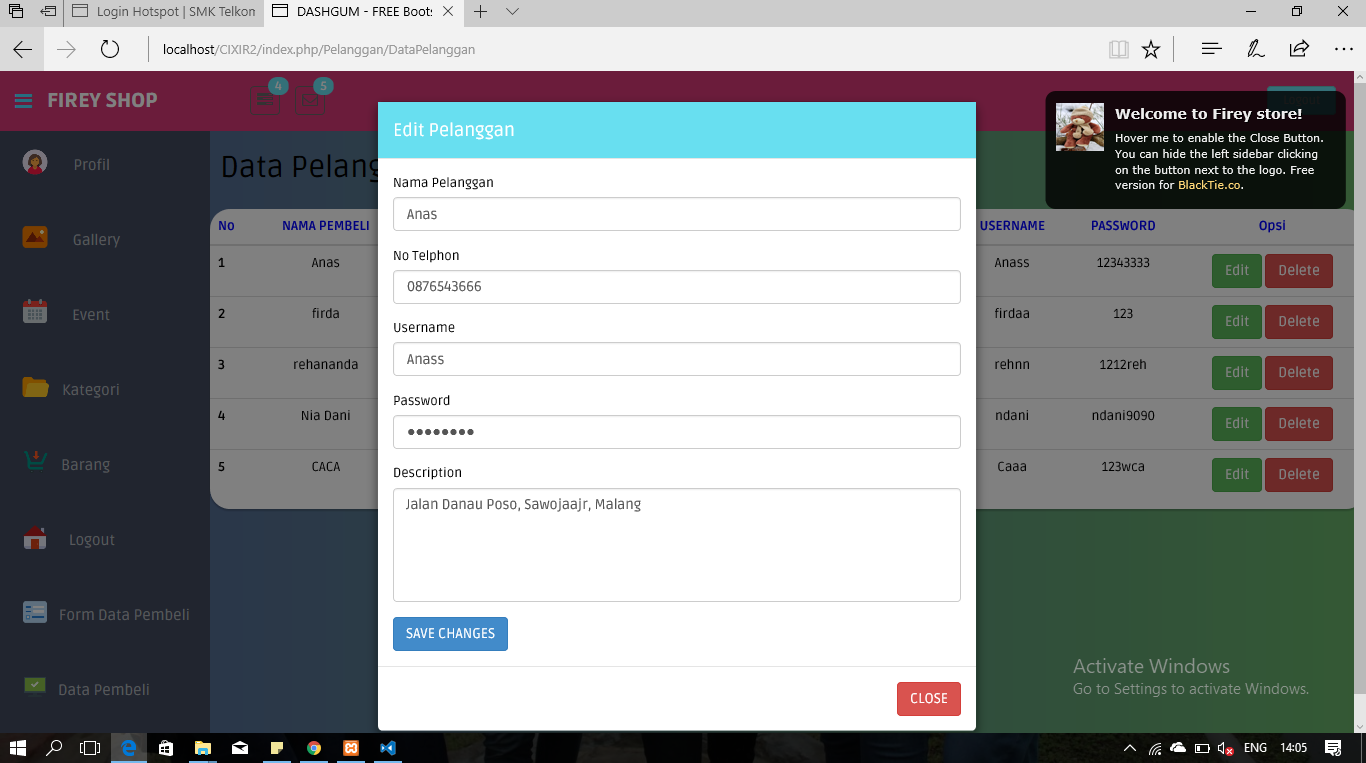 Login Hotspot | SMK Telkon
DASHGUM - FREE Boots
localhost/CIXIR2/index.php/Pelanggan/DataPelanggan
FIREY SHOP
4
5
Welcome to Firey store!
Hover me to enable the Close Button.
You can hide the left sidebar clicking
on the button next to the logo. Free
version for BlackTie.co.
Profil
Gallery
Event
Kategori
Barang
Logout
Form Data Pembeli
Data Pembeli
Data Pelang
No NAMA PEMBELI USERNAME PASSWORD Opsi
1 Anas Anass 12343333 Edit Delete
2 firda firdaa 123 Edit Delete
3 rehananda rehnn 1212reh Edit Delete
4 Nia Dani ndani ndani9090 Edit Delete
5 CACA Caaa 123wca Edit Delete
Edit Pelanggan
Nama Pelanggan
Anas
No Telphon
0876543666
Username
Anass
Password
●●●●●●●●
Description
Jalan Danau Poso, Sawojaajr, Malang
SAVE CHANGES
CLOSE
Activate Windows
Go to Settings to activate Windows.
ENG 14:05